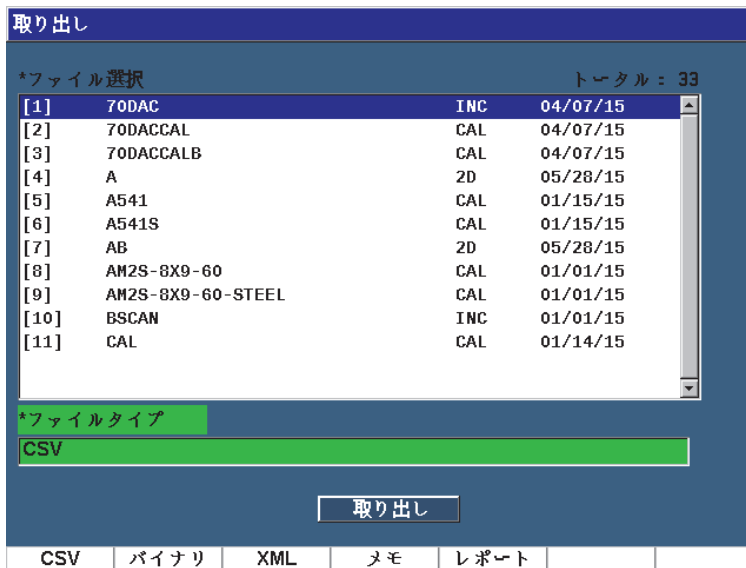 取り出し
*ファイル選択 トータル: 33
[1] 70DAC INC 04/07/15
[2] 70DACCAL CAL 04/07/15
[3] 70DACCALB CAL 04/07/15
[4] A 2D 05/28/15
[5] A541 CAL 01/15/15
[6] A541S CAL 01/15/15
[7] AB 2D 05/28/15
[8] AM2S-8X9-60 CAL 01/01/15
[9] AM2S-8X9-60-STEEL CAL 01/01/15
[10] BSCAN INC 01/01/15
[11] CAL CAL 01/14/15
*ファイルタイプ
CSV
取り出し
CSV バイナリ XML メモ レポート